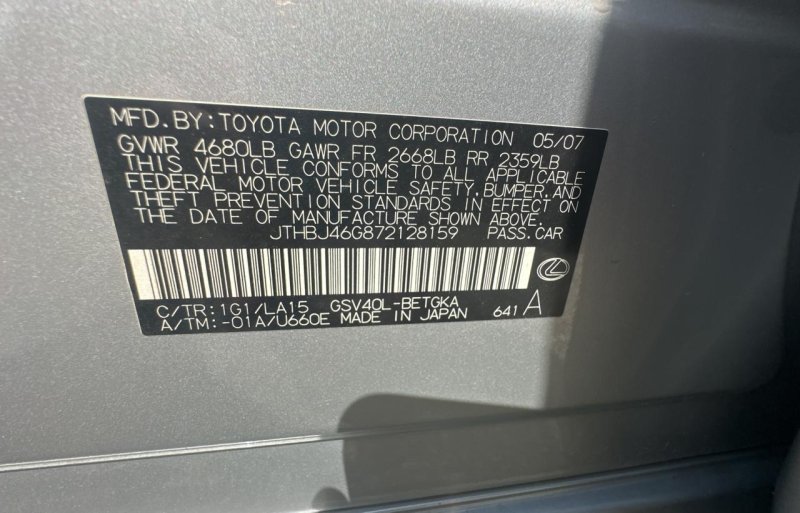 MFD. BY: TOYOTA MOTOR CORPORATION 05/07
GVWR 4680LB GAWR FR 2668LB RR 2359LB
THIS VEHICLE CONFORMS TO ALL APPLICABLE
FEDERAL MOTOR VEHICLE SAFETY, BUMPER, AND
THEFT PREVENTION STANDARDS IN EFFECT ON
THE DATE OF MANUFACTURE SHOWN ABOVE.
JTHBJ46G872128159 PASS. CAR
C/TR: 1G1/LA15 GSV40L-BETGKA
A/TM: -01A/U660E MADE IN JAPAN 641 A